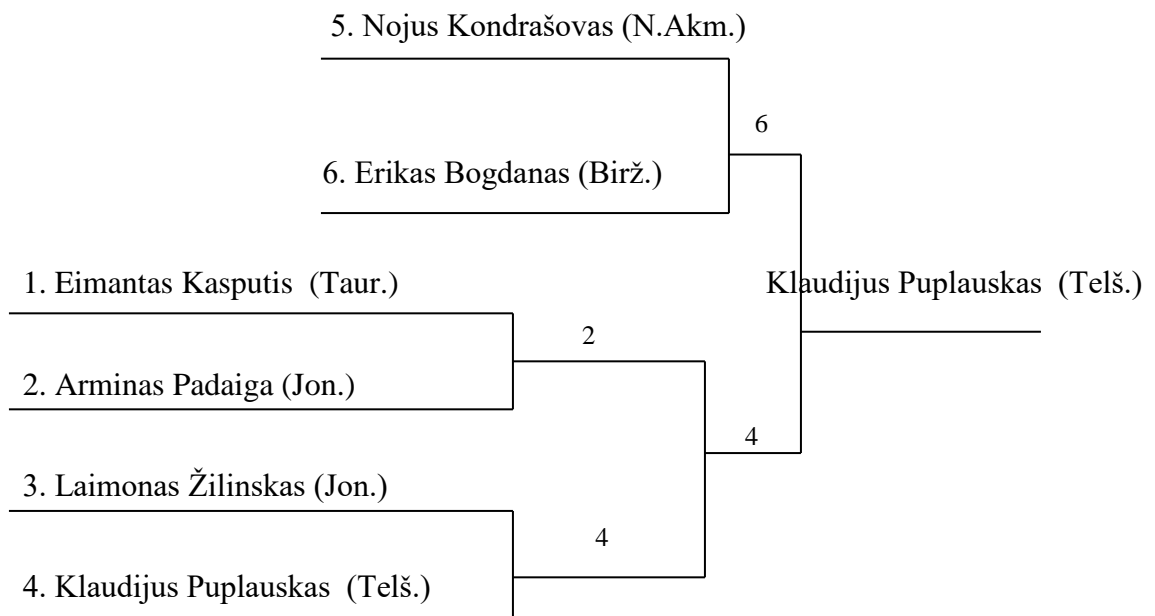 5. Nojus Kondrašovas (N.Akm.)
6
6. Erikas Bogdanas (Birž.)
1. Eimantas Kasputis (Taur.)
Klaudijus Puplauskas (Telš.)
2
2. Arminas Padaiga (Jon.)
4
3. Laimonas Žilinskas (Jon.)
4
4. Klaudijus Puplauskas (Telš.)